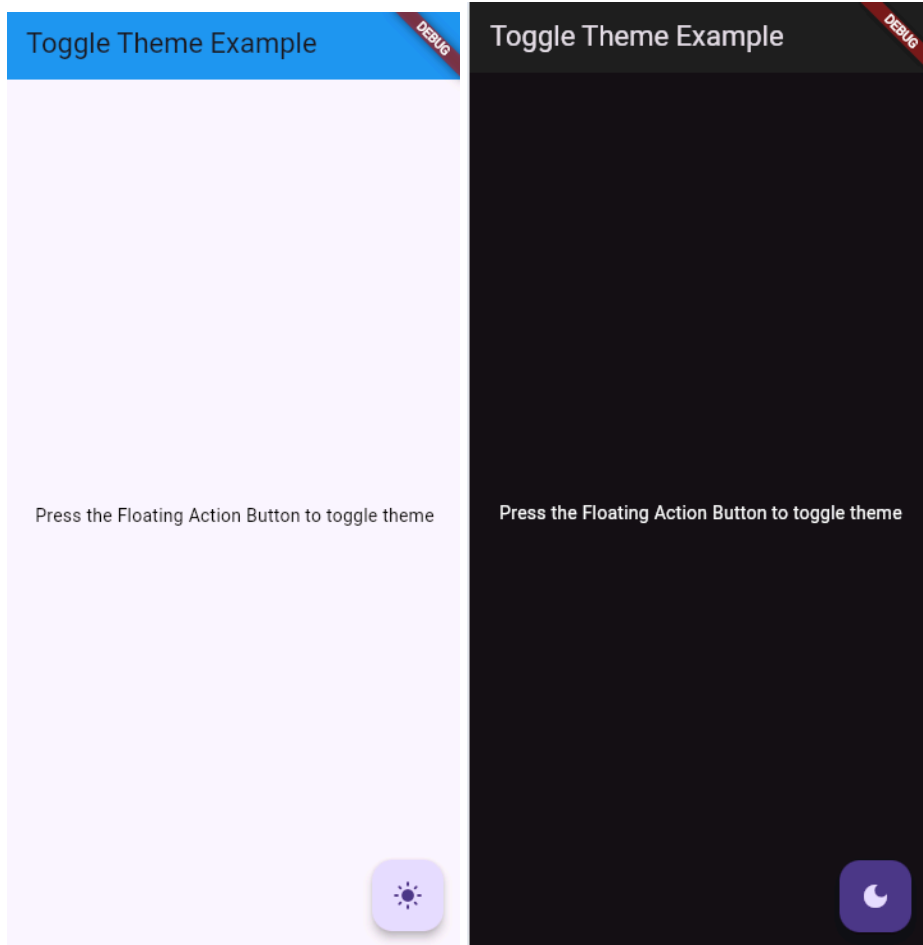 Toggle Theme Example
DEBUG
Press the Floating Action Button to toggle theme
Toggle Theme Example
DEBUG
Press the Floating Action Button to toggle theme